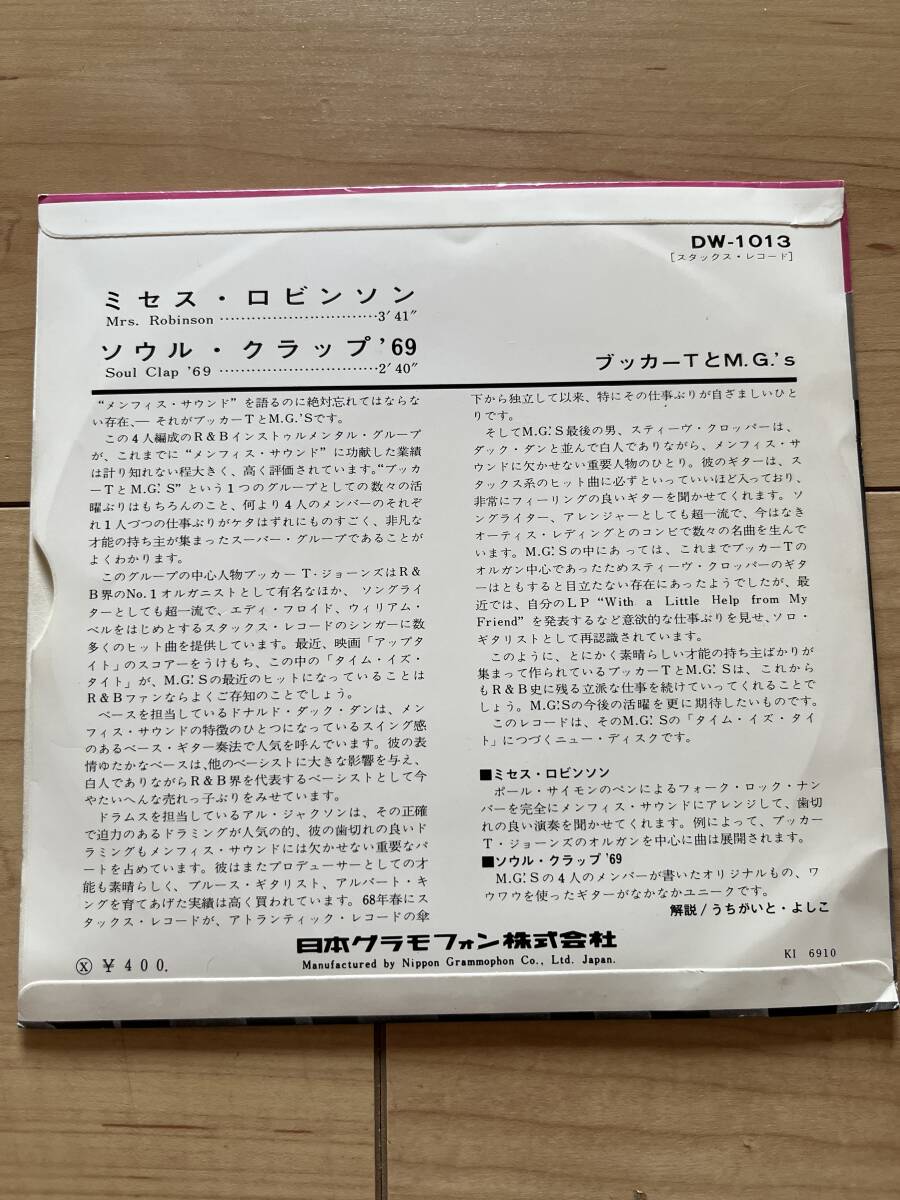 DW-1013
[スタックス・レコード]
ミセス・ロビンソン
Mrs. Robinson ............................3′41″
ソウル・クラップ’69
Soul Clap ’69 ............................2′40″
ブッカーTとM.G.’s
“メンフィス・サウンド”を語るのに絶対忘れてはならな
い存在、— それがブッカーTとM.G.’Sです。
この4人編成のR&Bインストゥルメンタル・グループ
が、これまでに“メンフィス・サウンド”に功献した業績
は計り知れない程大きく、高く評価されています。“ブッカ
ーTとM.G.’S”という1つのグループとしての数々の活
曜ぶりはもちろんのこと、何より4人のメンバーのそれぞ
れ1人づつの仕事ぶりがケタはずれにものすごく、非凡な
才能の持ち主が集まったスーパー・グループであることが
よくわかります。
このグループの中心人物ブッカー T・ジョーンズはR&
B界のNo.1オルガニストとして有名なほか、ソングライ
ターとしても超一流で、エディ・フロイド、ウィリアム・
ベルをはじめとするスタックス・レコードのシンガーに数
多くのヒット曲を提供しています。最近、映画「アップタ
イト」のスコアーをうけもち、この中の「タイム・イズ・
タイト」が、M.G.’Sの最近のヒットになっていることは
R&Bファンならよくご存知のことでしょう。
ベースを担当しているドナルド・ダック・ダンは、メン
フィス・サウンドの特徴のひとつになっているスイング感
のあるベース・ギター奏法で人気を呼んでいます。彼の表
情ゆたかなベースは、他のベーシストに大きな影響を与え、
白人でありながらR&B界を代表するベーシストとして今
やたいへんな売れっ子ぶりをみせています。
ドラムスを担当しているアル・ジャクソンは、その正確
で迫力のあるドラミングが人気の的、彼の歯切れの良いド
ラミングもメンフィス・サウンドには欠かせない重要なパ
ートを占めています。彼はまたプロデューサーとしての才
能も素晴らしく、ブルース・ギタリスト、アルバート・キ
ングを育てあげた実績は高く買われています。68年春にス
タックス・レコードが、アトランティック・レコードの傘
下から独立して以来、特にその仕事ぶりが自ざましいひと
りです。
そしてM.G.’S最後の男、スティーヴ・クロッパーは、
ダック・ダンと並んで白人でありながら、メンフィス・サ
ウンドに欠かせない重要人物のひとり。彼のギターは、ス
タックス系のヒット曲に必ずといっていいほど入っており、
非常にフィーリングの良いギターを聞かせてくれます。ソ
ングライター、アレンジャーとしても超一流で、今はなき
オーティス・レディングとのコンビで数々の名曲を生んで
います。M.G.’Sの中にあっては、これまでブッカーTの
オルガン中心であったためスティーヴ・クロッパーのギタ
ーはともすると目立たない存在にあったようでしたが、最
近では、自分のLP “With a Little Help from My
Friend”を発表するなど意欲的な仕事ぶりを見せ、ソロ・
ギタリストとして再認識されています。
このように、とにかく素晴らしい才能の持ち主ばかりが
集まって作られているブッカーTとM.G.’Sは、これから
もR&B史に残る立派な仕事を続けていってくれることで
しょう。M.G.’Sの今後の活曜を更に期待したいものです。
このレコードは、そのM.G.’Sの「タイム・イズ・タイ
ト」につづくニュー・ディスクです。
■ミセス・ロビンソン
ポール・サイモンのペンによるフォーク・ロック・ナン
バーを完全にメンフィス・サウンドにアレンジして、歯切
れの良い演奏を聞かせてくれます。例によって、ブッカー
T・ジョーンズのオルガンを中心に曲は展開されます。
■ソウル・クラップ’69
M.G.’Sの4人のメンバーが書いたオリジナルもの、ワ
ウワウを使ったギターがなかなかユニークです。
解説/うちがいと・よしこ
日本グラモフォン株式会社
Manufactured by Nippon Grammophon Co., Ltd. Japan.
Ⓧ ¥400.
KI 6910